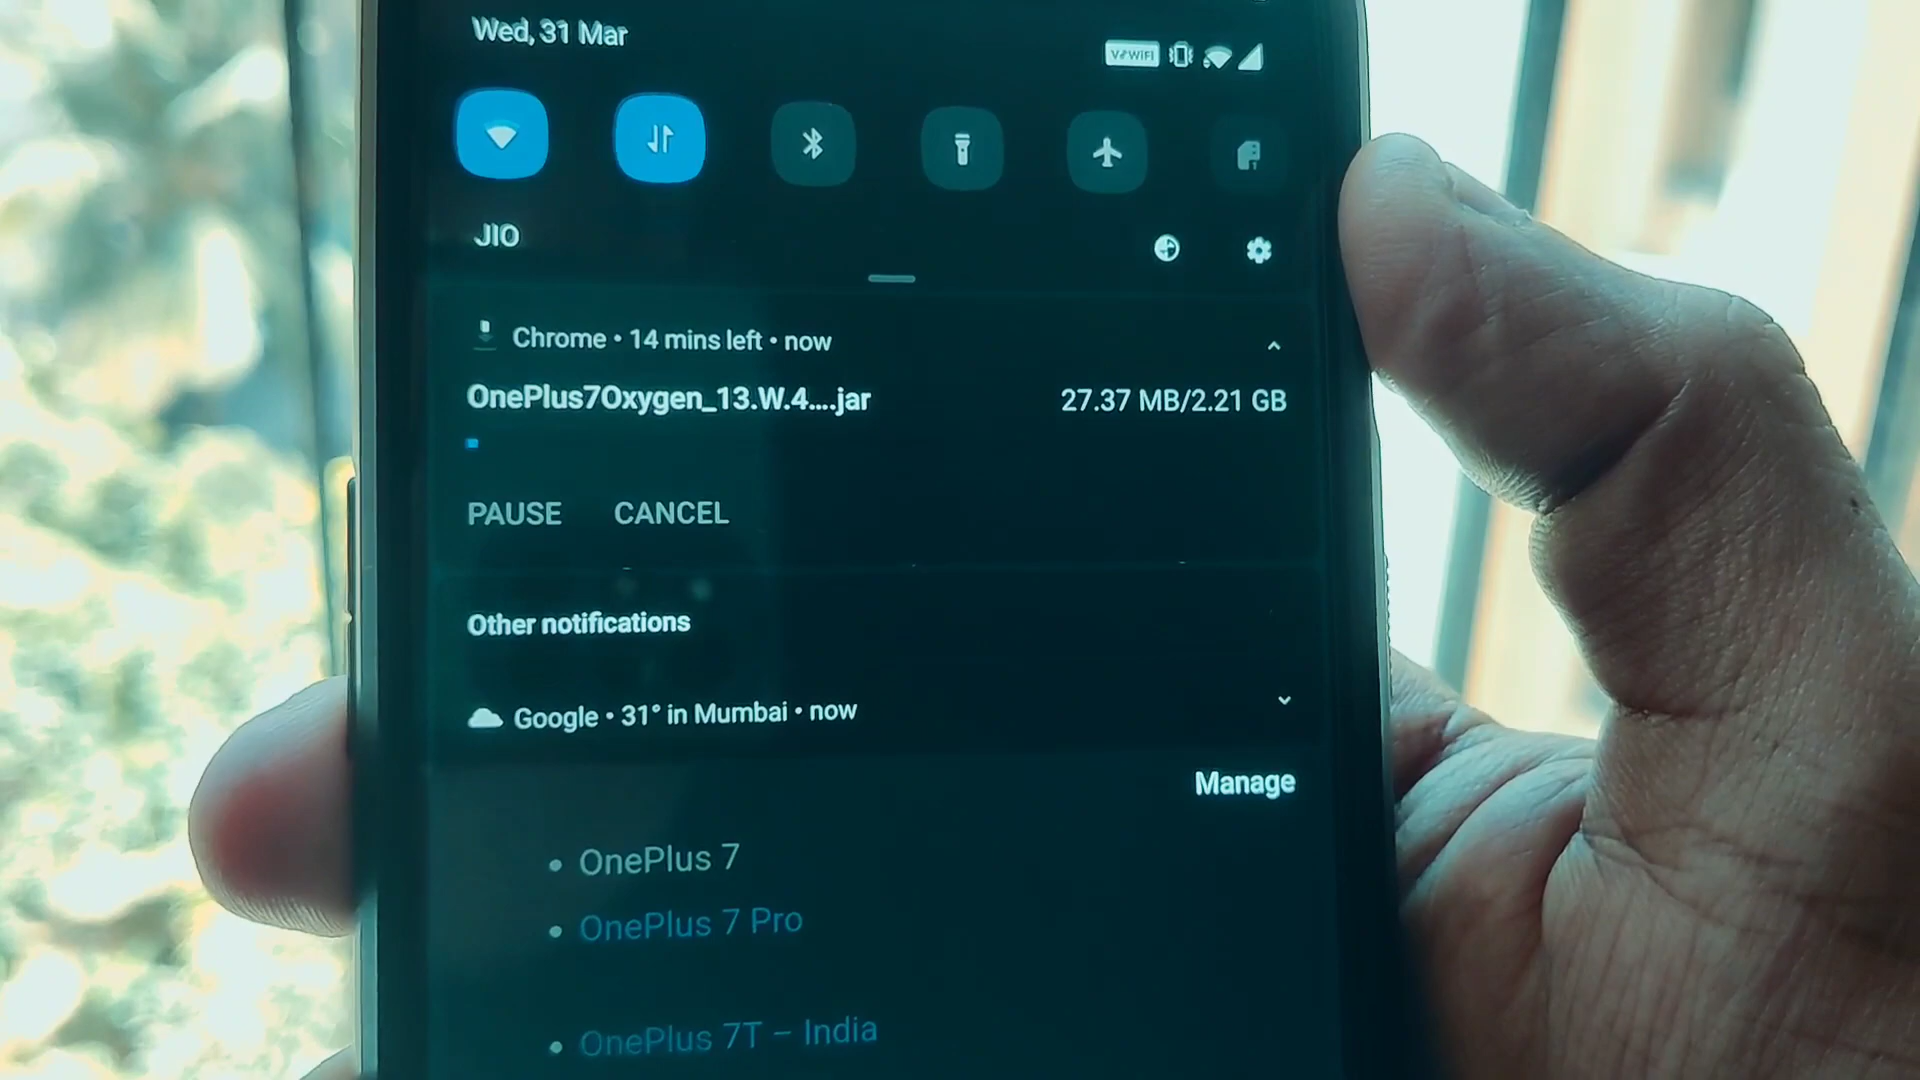 Wed, 31 Mar
VoWIFI
JIO
Chrome • 14 mins left • now
OnePlus7Oxygen_13.W.4....jar
27.37 MB/2.21 GB
PAUSE CANCEL
Other notifications
Google • 31° in Mumbai • now
Manage
• OnePlus 7
• OnePlus 7 Pro
• OnePlus 7T – India